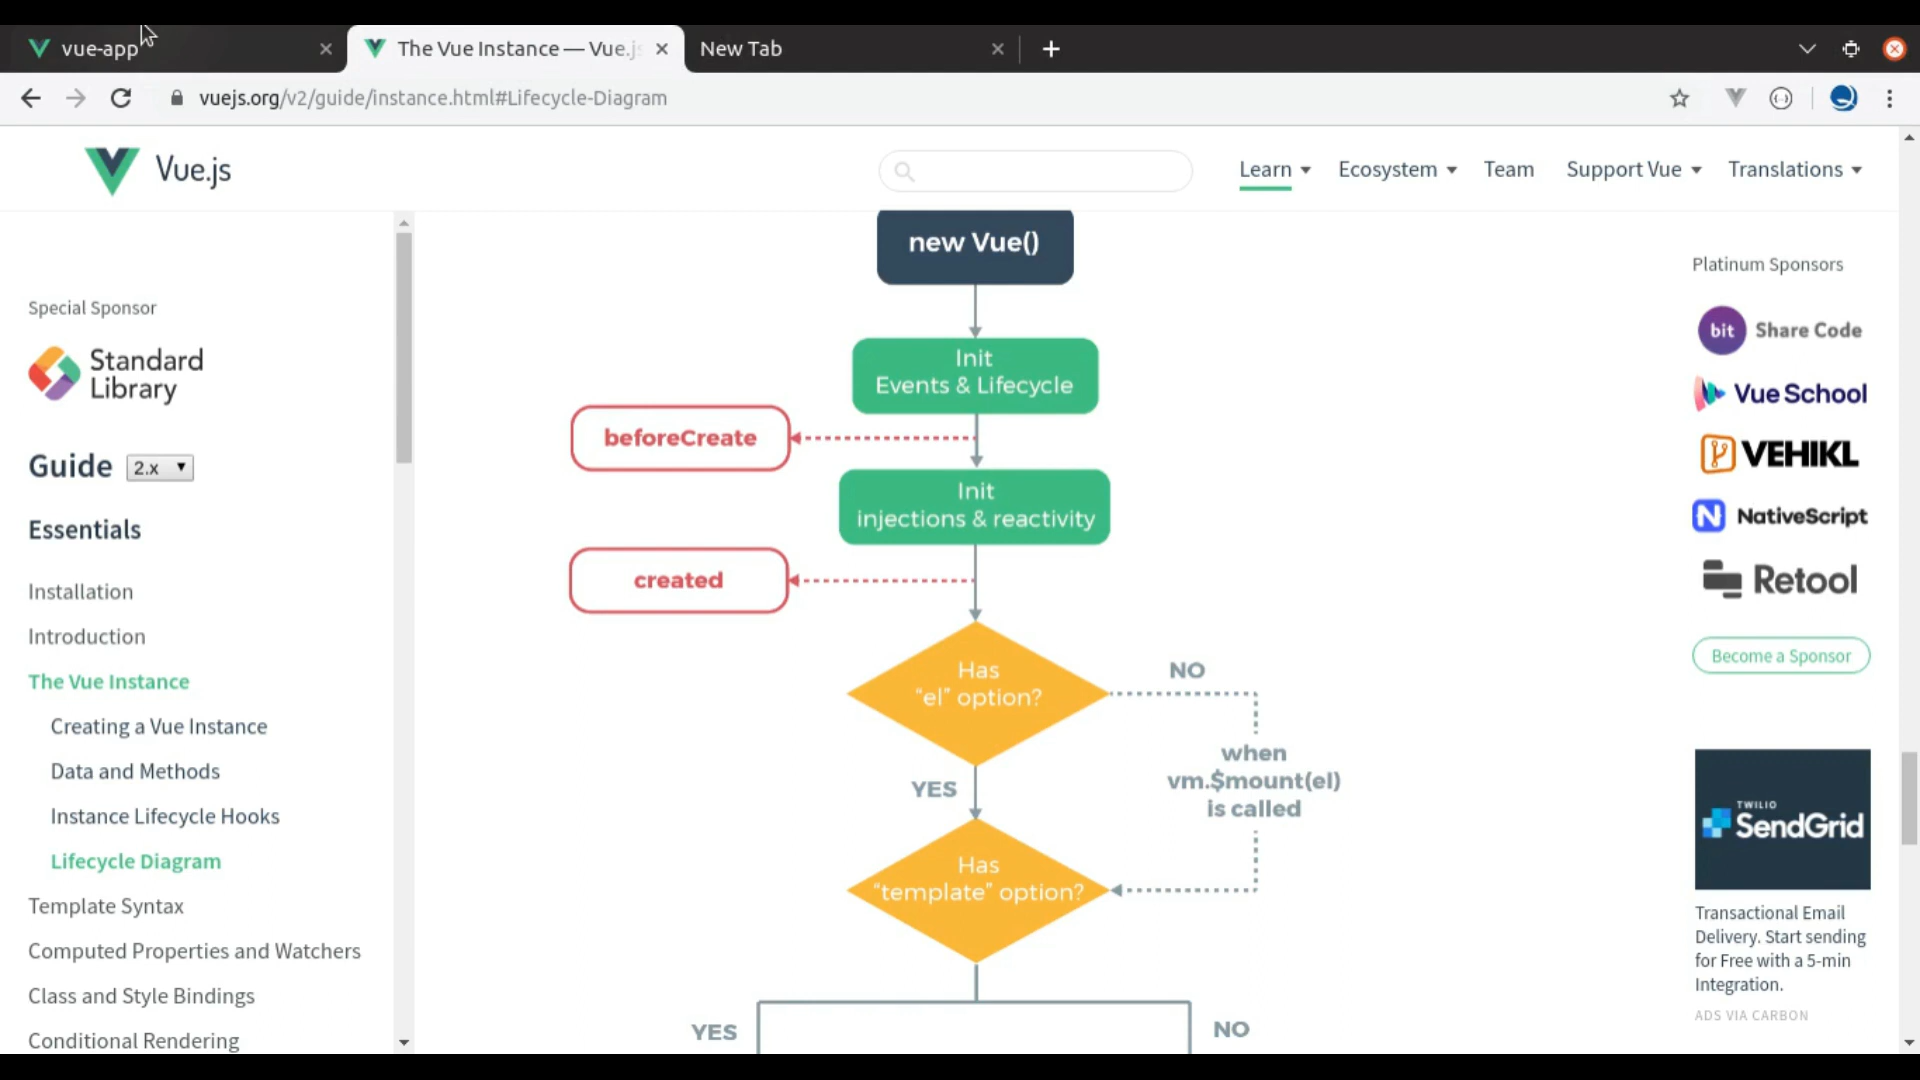 vue-app
The Vue Instance — Vue.js
New Tab
vuejs.org/v2/guide/instance.html#Lifecycle-Diagram
Vue.js
Learn
Ecosystem
Team
Support Vue
Translations
Special Sponsor
Standard
Library
Guide
2.x
Essentials
Installation
Introduction
The Vue Instance
Creating a Vue Instance
Data and Methods
Instance Lifecycle Hooks
Lifecycle Diagram
Template Syntax
Computed Properties and Watchers
Class and Style Bindings
Conditional Rendering
new Vue()
Init
Events & Lifecycle
beforeCreate
Init
injections & reactivity
created
Has
“el” option?
NO
when
vm.$mount(el)
is called
YES
Has
“template” option?
YES
NO
Platinum Sponsors
bit Share Code
Vue School
VEHIKL
NativeScript
Retool
Become a Sponsor
TWILIO
SendGrid
Transactional Email
Delivery. Start sending
for Free with a 5-min
Integration.
ADS VIA CARBON